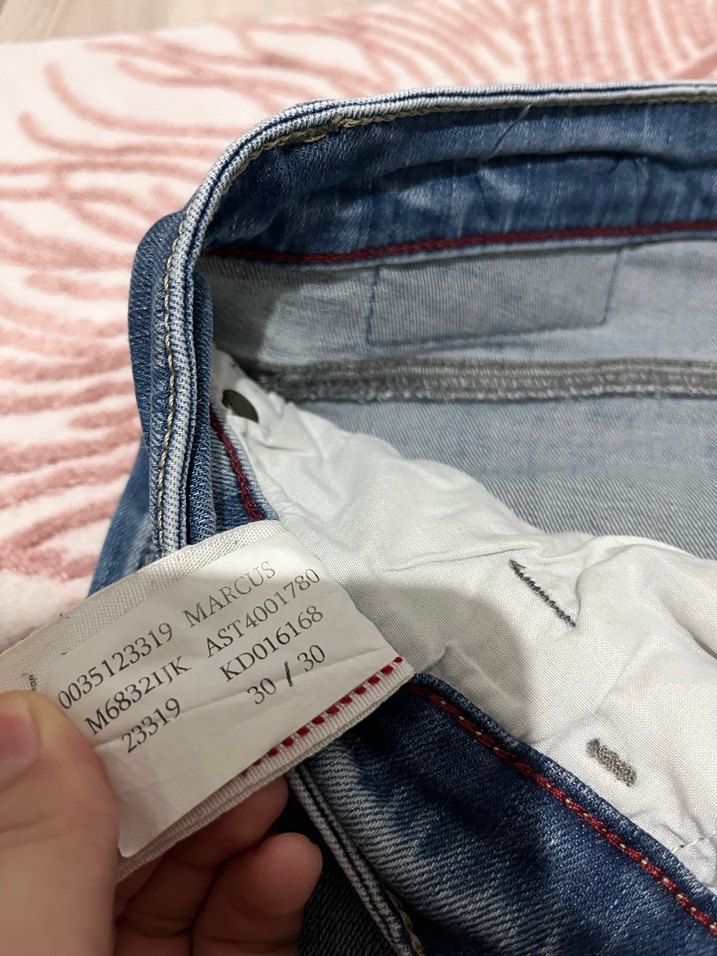 0035123319 MARCUS
M6832IJK AST4001780
23319 KD016168
30 / 30